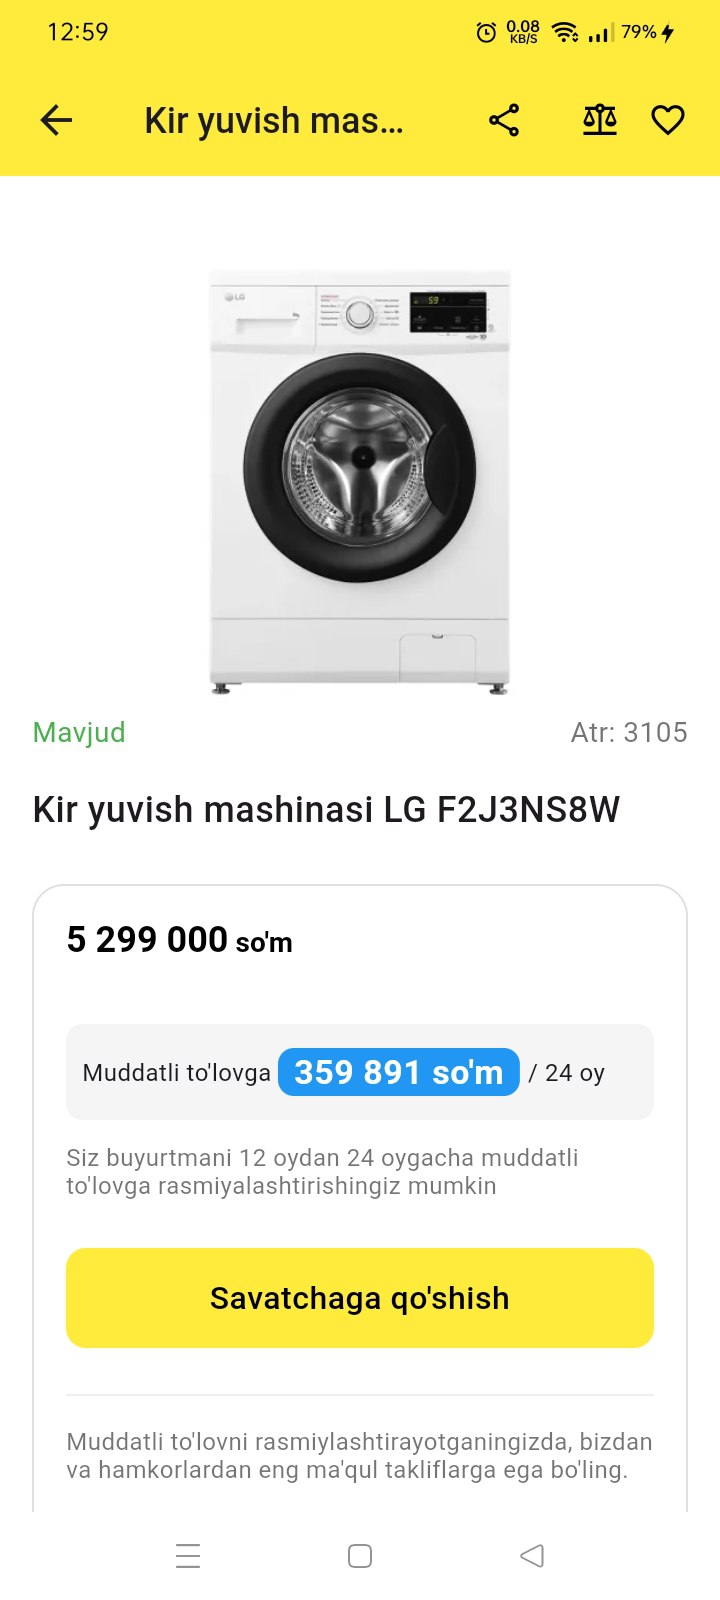 12:59
0.08
KB/S
79%
Kir yuvish mas...
LG
59
Mavjud
Atr: 3105
Kir yuvish mashinasi LG F2J3NS8W
5 299 000 so'm
Muddatli to'lovga 359 891 so'm / 24 oy
Siz buyurtmani 12 oydan 24 oygacha muddatli
to'lovga rasmiyalashtirishingiz mumkin
Savatchaga qo'shish
Muddatli to'lovni rasmiylashtirayotganingizda, bizdan
va hamkorlardan eng ma'qul takliflarga ega bo'ling.